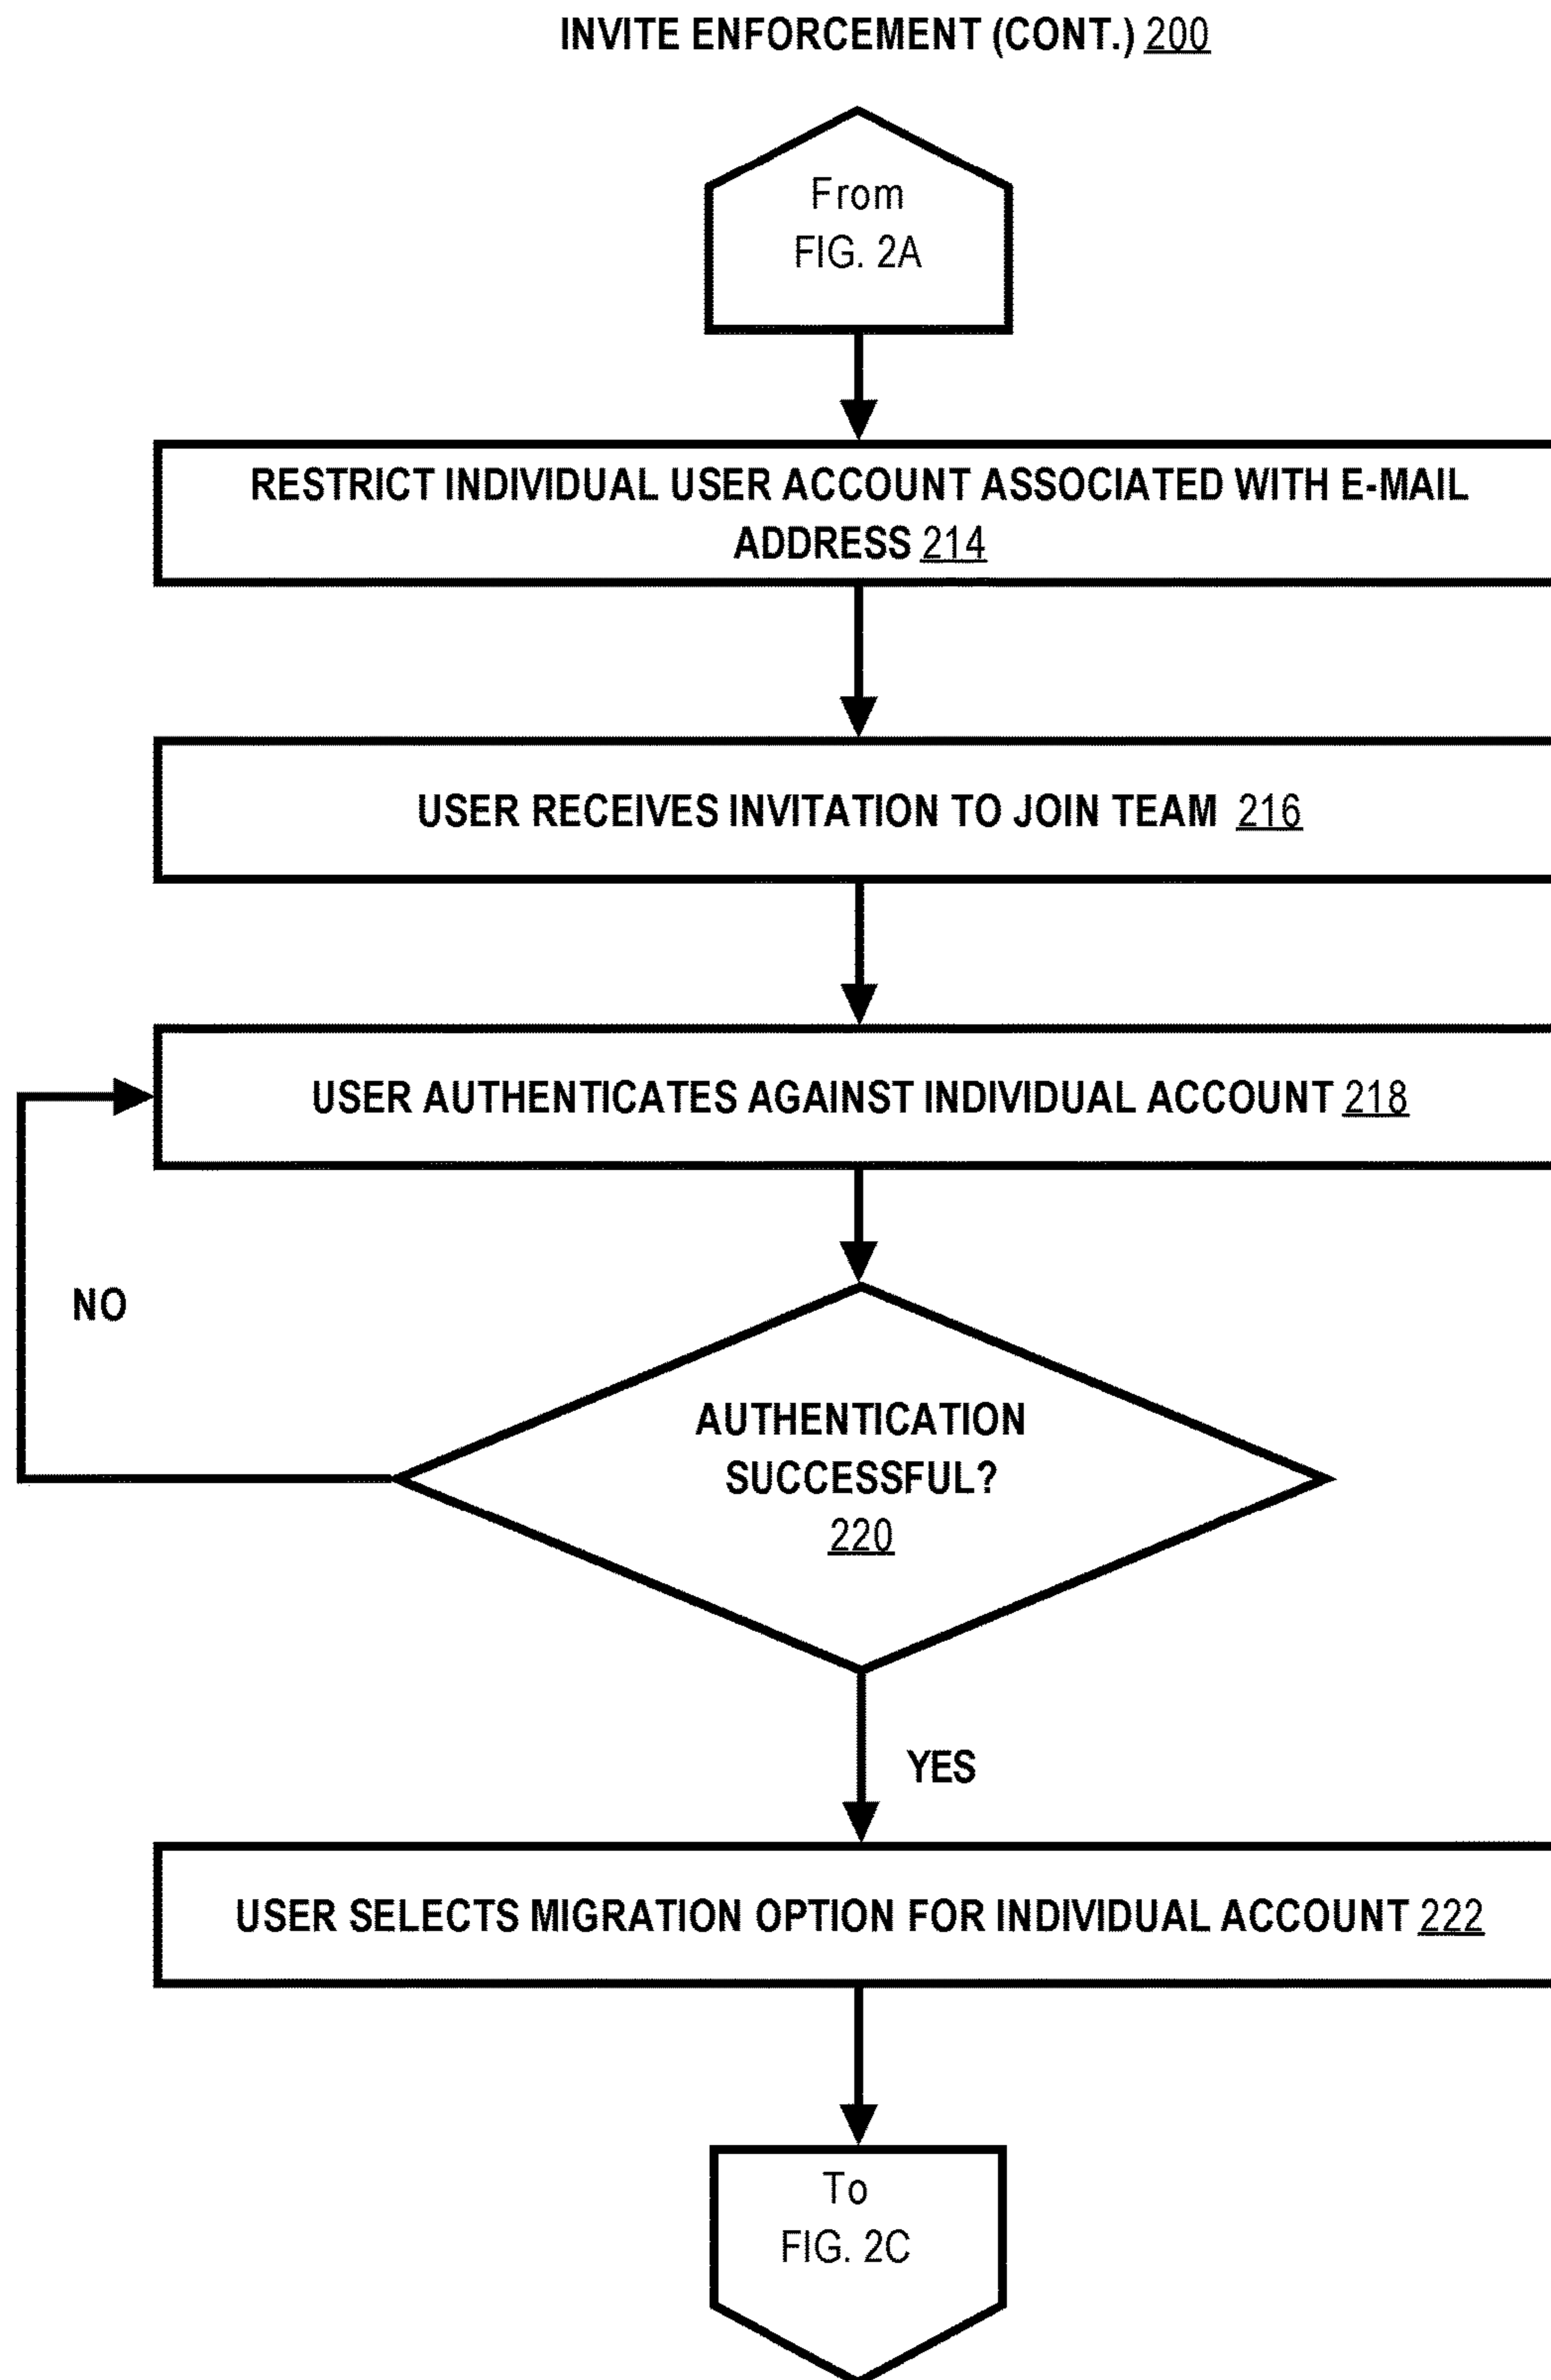 INVITE ENFORCEMENT (CONT.) 200
From
FIG. 2A
RESTRICT INDIVIDUAL USER ACCOUNT ASSOCIATED WITH E-MAIL
ADDRESS 214
USER RECEIVES INVITATION TO JOIN TEAM 216
USER AUTHENTICATES AGAINST INDIVIDUAL ACCOUNT 218
NO
AUTHENTICATION
SUCCESSFUL?
220
YES
USER SELECTS MIGRATION OPTION FOR INDIVIDUAL ACCOUNT 222
To
FIG. 2C